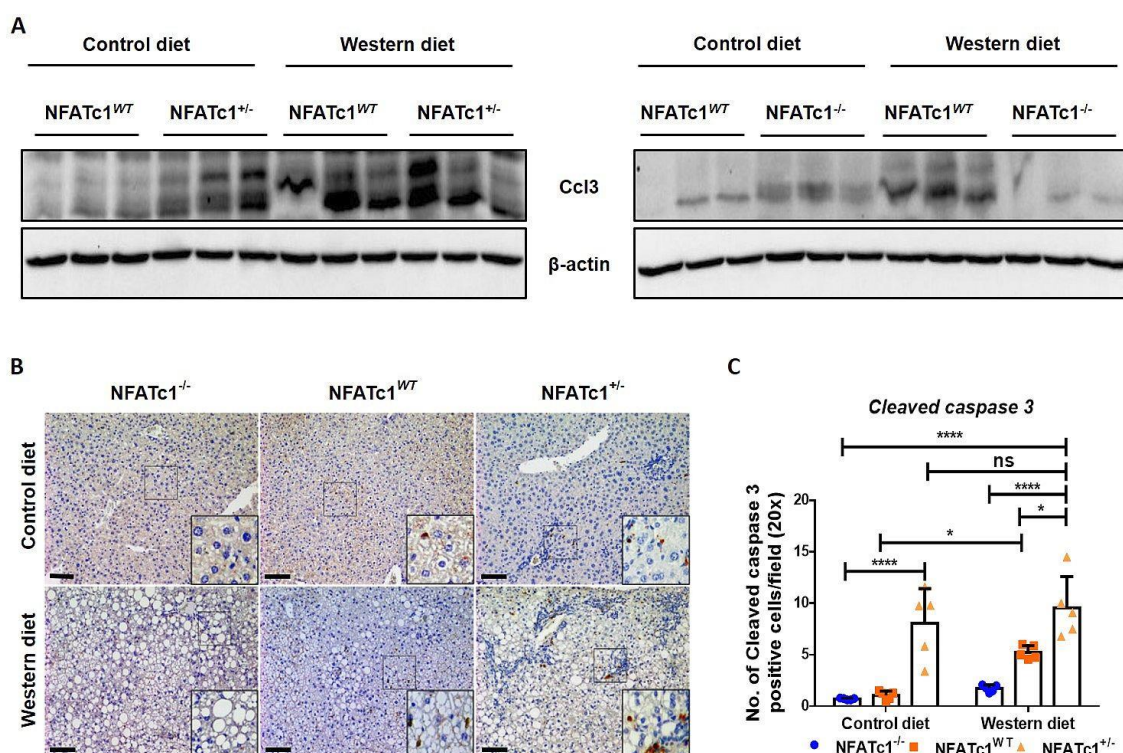 A
Control diet
Western diet
Control diet
Western diet
NFATc1WT
NFATc1+/-
NFATc1WT
NFATc1+/-
NFATc1WT
NFATc1-/-
NFATc1WT
NFATc1-/-
Ccl3
β-actin
B
NFATc1-/-
NFATc1WT
NFATc1+/-
Control diet
Western diet
C
Cleaved caspase 3
****
ns
****
*
*
****
No. of Cleaved caspase 3
positive cells/field (20x)
20
15
10
5
0
Control diet
Western diet
NFATc1-/-
NFATc1WT
NFATc1+/-